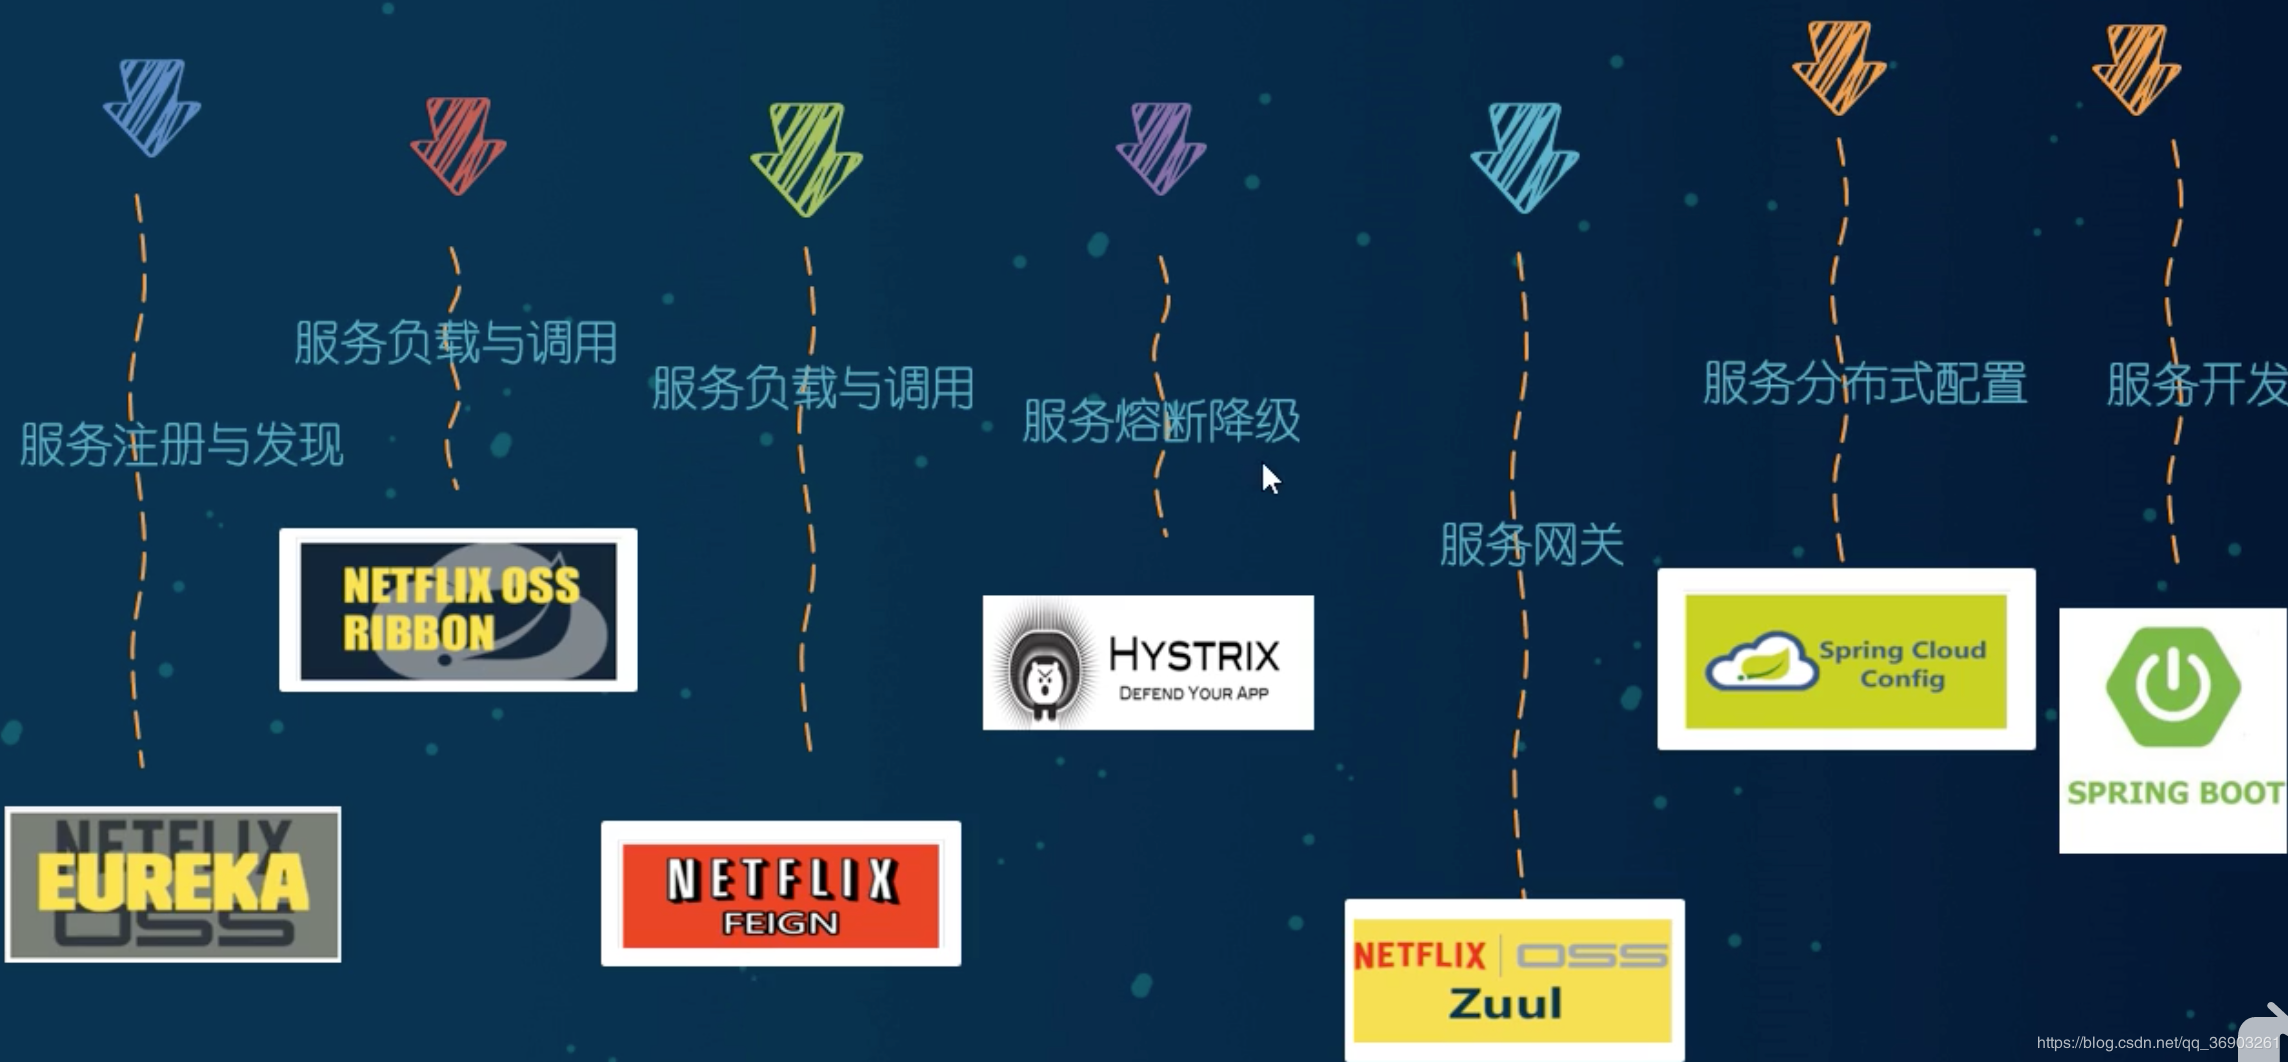 服务注册与发现
NETFLIX
EUREKA
OSS
服务负载与调用
NETFLIX OSS
RIBBON
服务负载与调用
NETFLIX
FEIGN
服务熔断降级
HYSTRIX
DEFEND YOUR APP
服务网关
NETFLIX | OSS
Zuul
服务分布式配置
Spring Cloud
Config
服务开发
SPRING BOOT
https://blog.csdn.net/qq_36903261